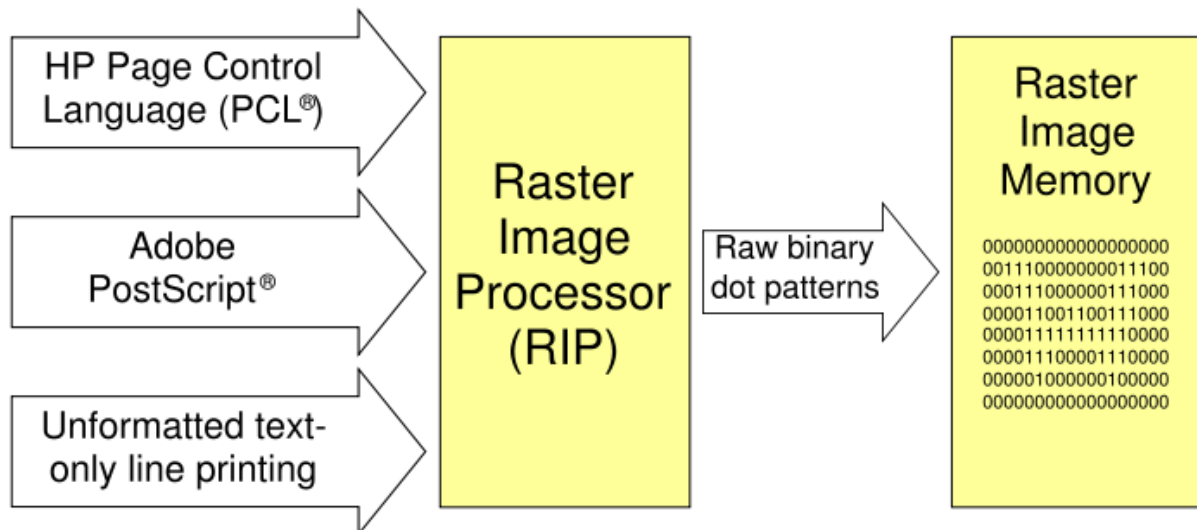 HP Page Control
Language (PCL®)
Adobe
PostScript®
Unformatted text-
only line printing
Raster
Image
Processor
(RIP)
Raw binary
dot patterns
Raster
Image
Memory
000000000000000000
001110000000011100
000111000000111000
000011001100111000
000011111111110000
000011100001110000
000001000000100000
000000000000000000